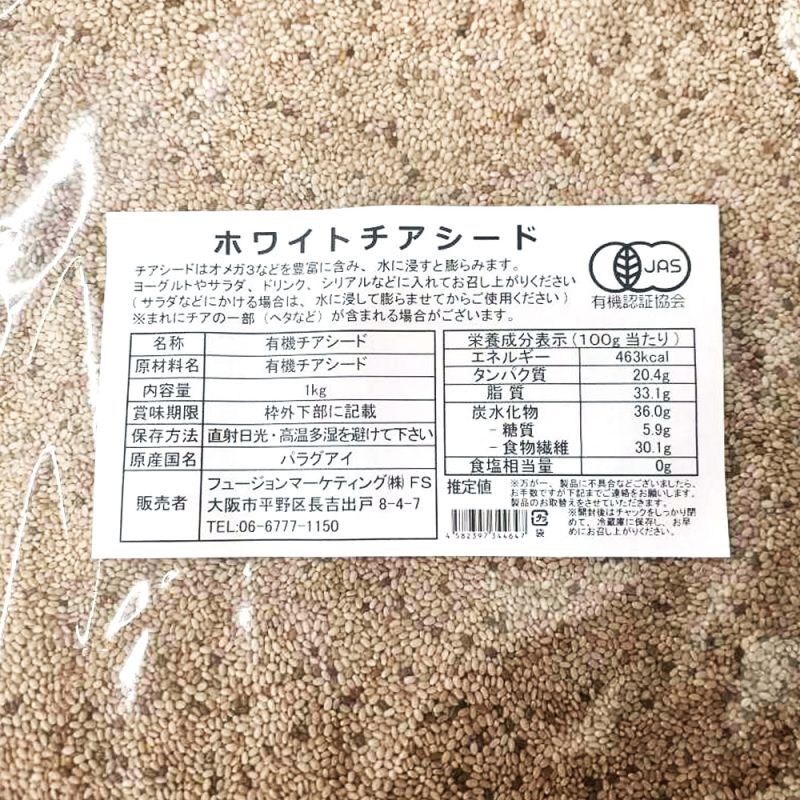 ホワイトチアシード
チアシードはオメガ3などを豊富に含み、水に浸すと膨らみます。
ヨーグルトやサラダ、ドリンク、シリアルなどに入れてお召し上がりください
(サラダなどにかける場合は、水に浸して膨らませてからご使用ください)
※まれにチアの一部(ヘタなど)が含まれる場合がございます。
JAS
有機認証協会
名称 有機チアシード
原材料名 有機チアシード
内容量 1kg
賞味期限 枠外下部に記載
保存方法 直射日光・高温多湿を避けて下さい
原産国名 パラグアイ
販売者 フュージョンマーケティング㈱ FS
大阪市平野区長吉出戸 8-4-7
TEL:06-6777-1150
栄養成分表示(100g当たり)
エネルギー 463kcal
タンパク質 20.4g
脂質 33.1g
炭水化物 36.0g
-糖質 5.9g
-食物繊維 30.1g
食塩相当量 0g
推定値
※万が一、製品に不具合などございましたら、
お手数ですが下記までご連絡をお願いします。
製品のお取替えをさせていただきます。
※開封後はチャックをしっかり閉
めて、冷蔵庫に保存し、お早
めにお召し上がりください。
4582397344647
プラ
袋